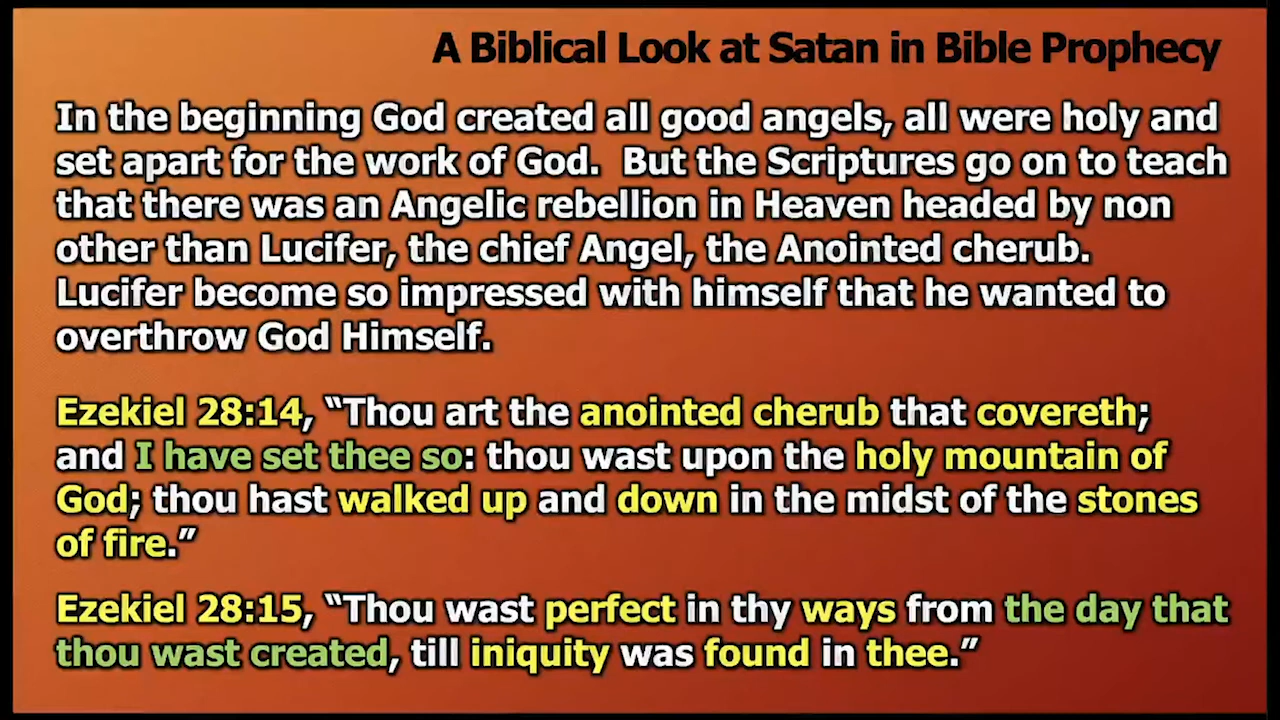 A Biblical Look at Satan in Bible Prophecy
In the beginning God created all good angels, all were holy and
set apart for the work of God.  But the Scriptures go on to teach
that there was an Angelic rebellion in Heaven headed by non
other than Lucifer, the chief Angel, the Anointed cherub.
Lucifer become so impressed with himself that he wanted to
overthrow God Himself.
Ezekiel 28:14, “Thou art the anointed cherub that covereth;
and I have set thee so: thou wast upon the holy mountain of
God; thou hast walked up and down in the midst of the stones
of fire.”
Ezekiel 28:15, “Thou wast perfect in thy ways from the day that
thou wast created, till iniquity was found in thee.”